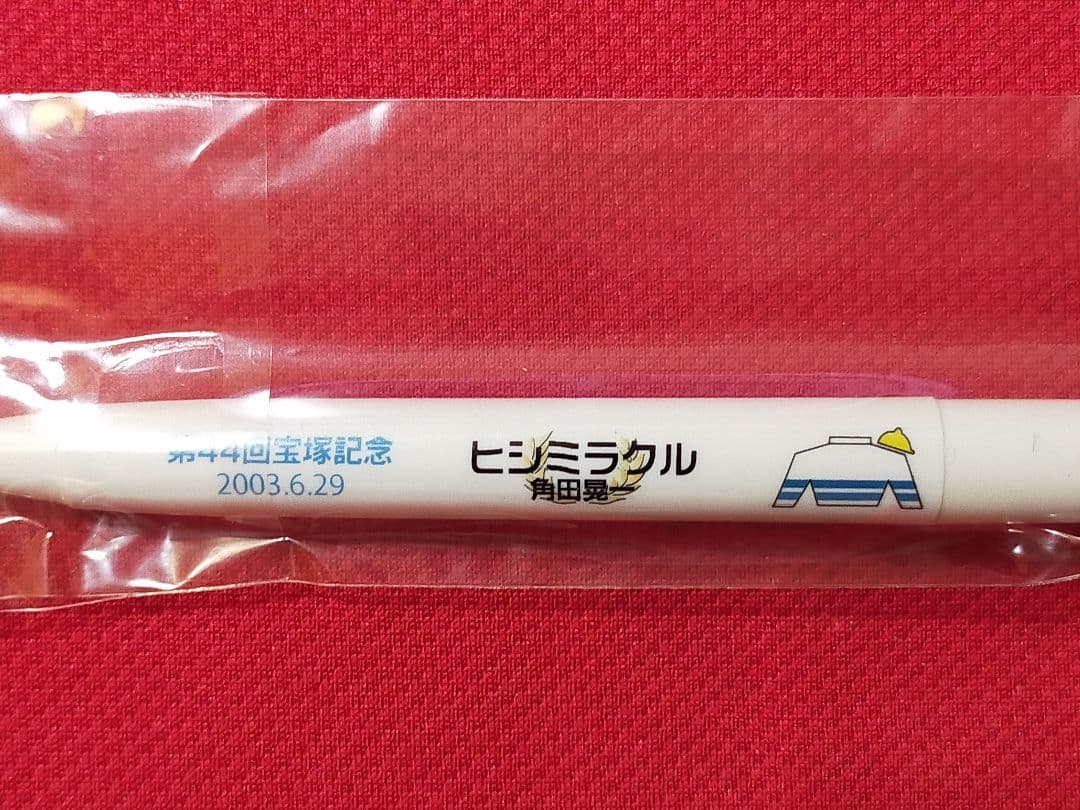 第44回宝塚記念
2003.6.29
ヒシミラクル
角田晃一